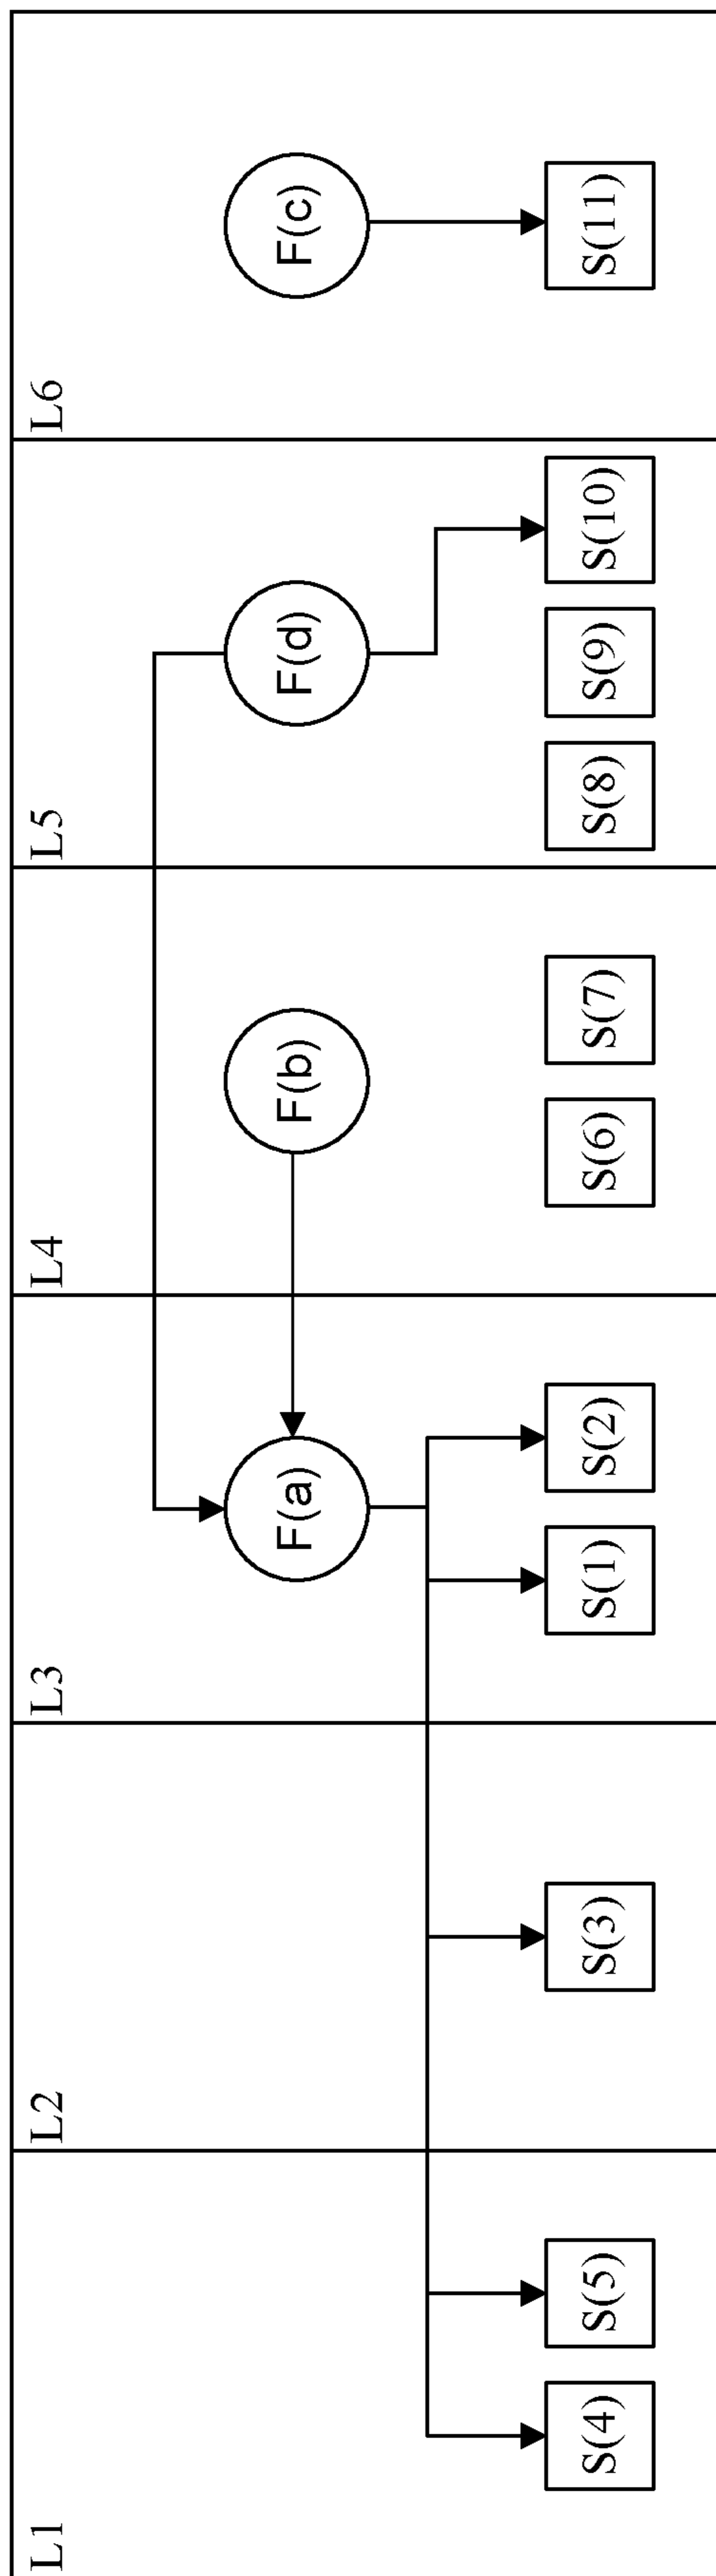 L1
L2
L3
L4
L5
L6
F(a)
F(b)
F(d)
F(c)
S(4)
S(5)
S(3)
S(1)
S(2)
S(6)
S(7)
S(8)
S(9)
S(10)
S(11)